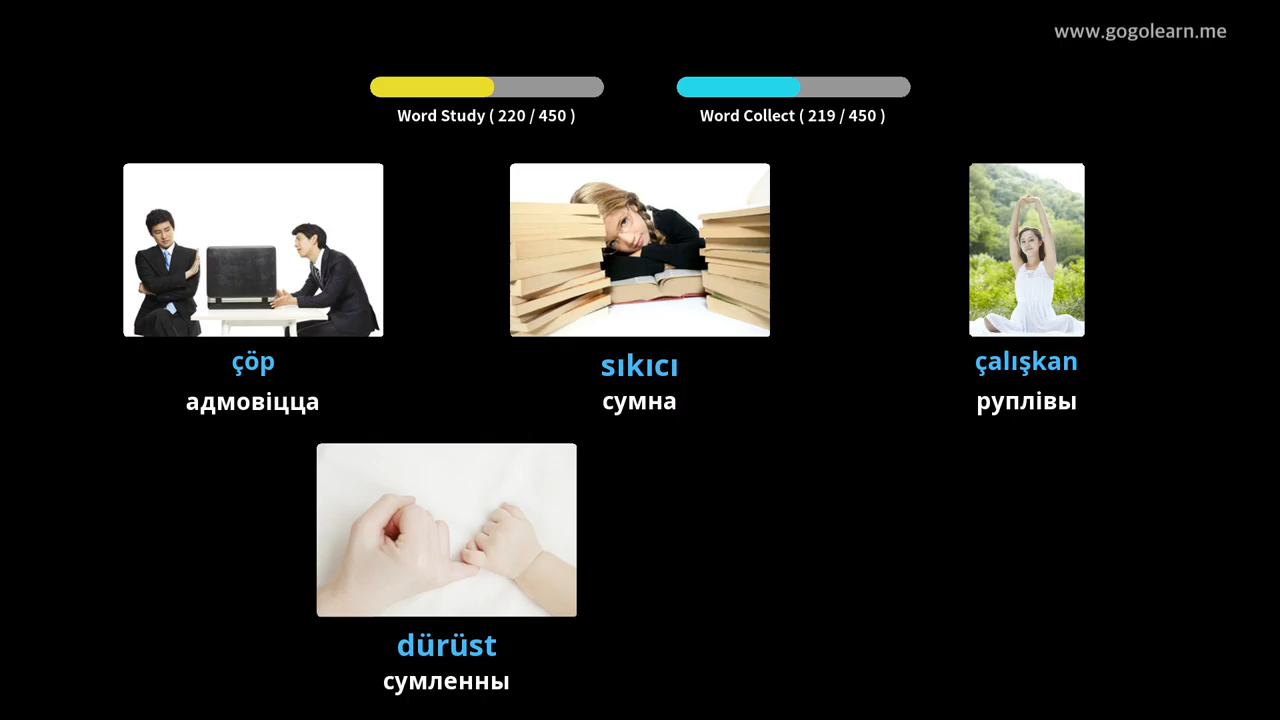 www.gogolearn.me
Word Study ( 220 / 450 )
Word Collect ( 219 / 450 )
çöp
адмовіцца
sıkıcı
сумна
çalışkan
руплівы
dürüst
сумленны